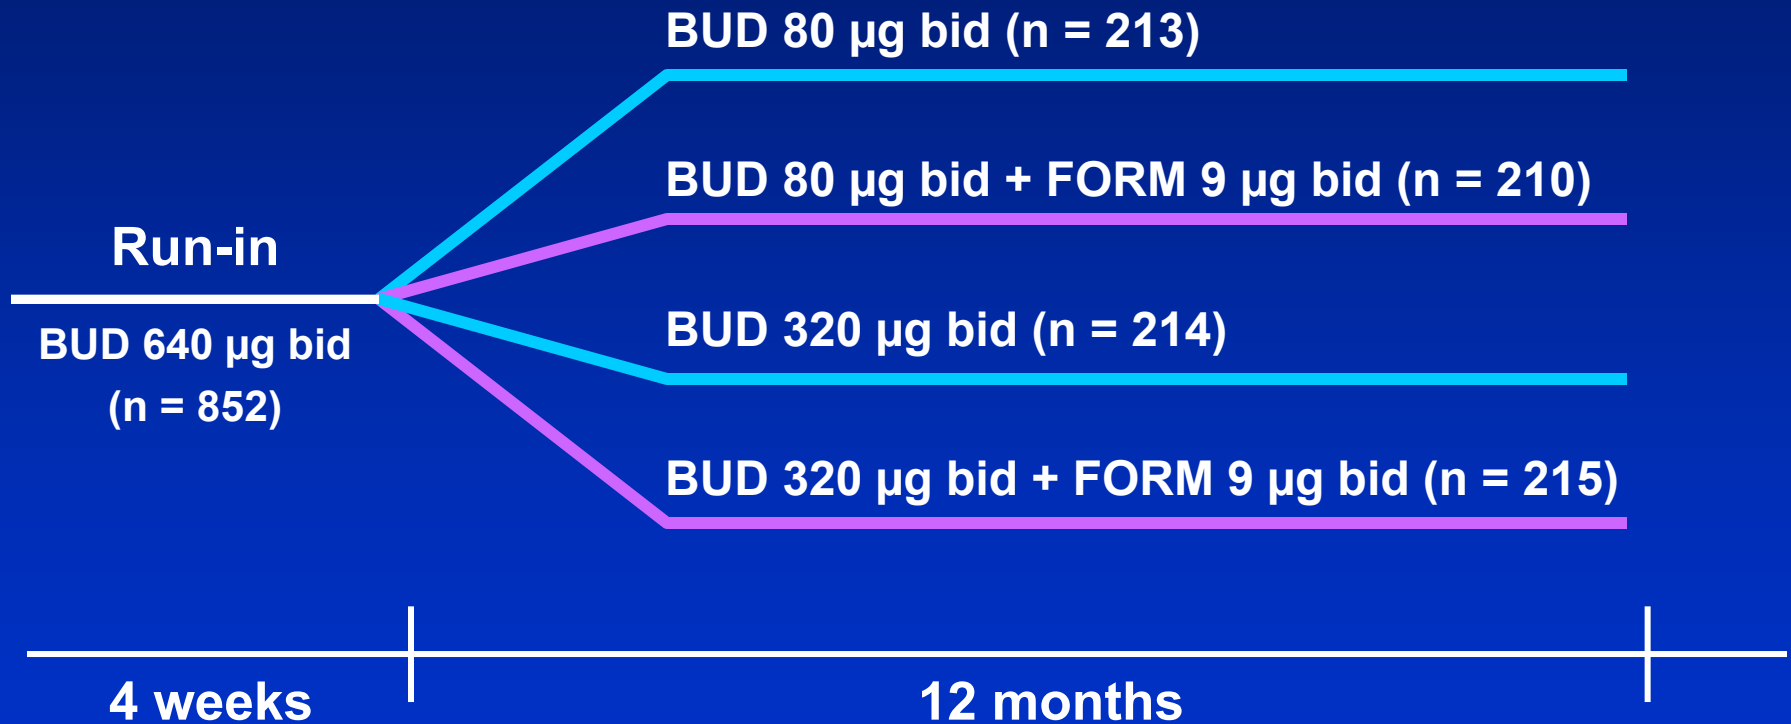 BUD 80 µg bid (n = 213)
BUD 80 µg bid + FORM 9 µg bid (n = 210)
Run-in
BUD 640 µg bid
(n = 852)
BUD 320 µg bid (n = 214)
BUD 320 µg bid + FORM 9 µg bid (n = 215)
4 weeks
12 months